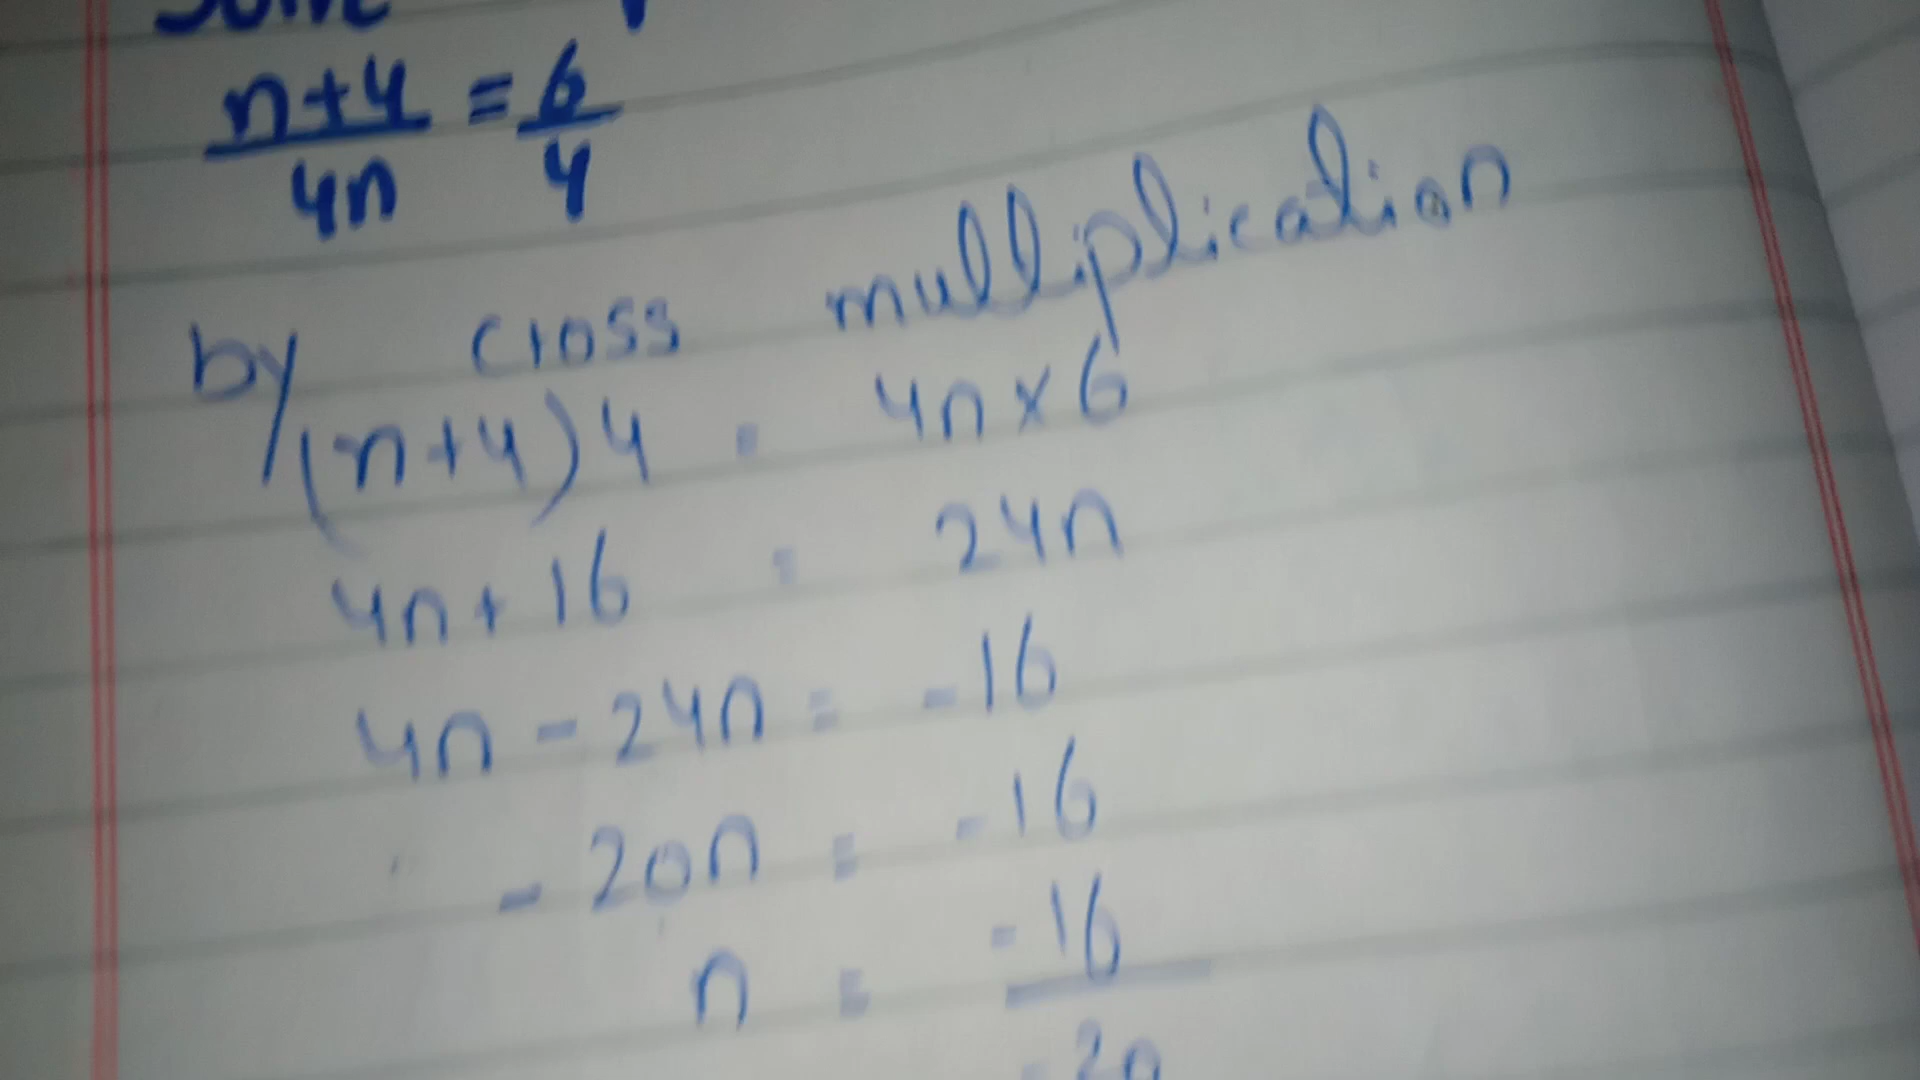 n+4 = 6
4n 4
by cross multiplication
(n+4)4 = 4n×6
4n+16 = 24n
4n - 24n = -16
- 20n = -16
n = -16
-20